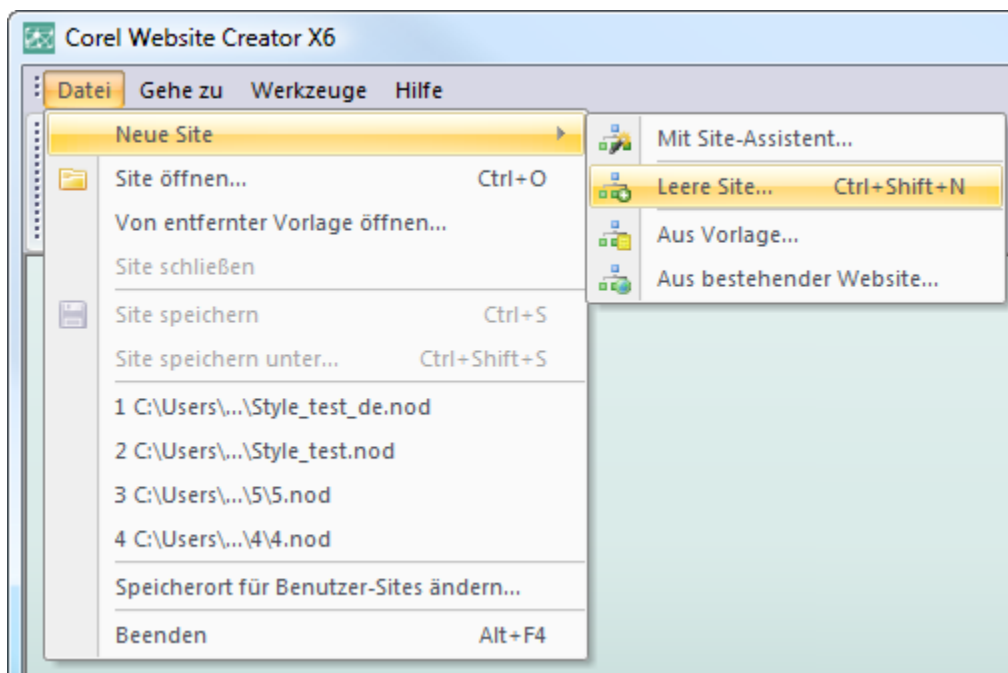 Corel Website Creator X6
Datei Gehe zu Werkzeuge Hilfe
Neue Site
Site öffnen... Ctrl+O
Von entfernter Vorlage öffnen...
Site schließen
Site speichern Ctrl+S
Site speichern unter... Ctrl+Shift+S
1 C:\Users\...\Style_test_de.nod
2 C:\Users\...\Style_test.nod
3 C:\Users\...\5\5.nod
4 C:\Users\...\4\4.nod
Speicherort für Benutzer-Sites ändern...
Beenden Alt+F4
Mit Site-Assistent...
Leere Site... Ctrl+Shift+N
Aus Vorlage...
Aus bestehender Website...